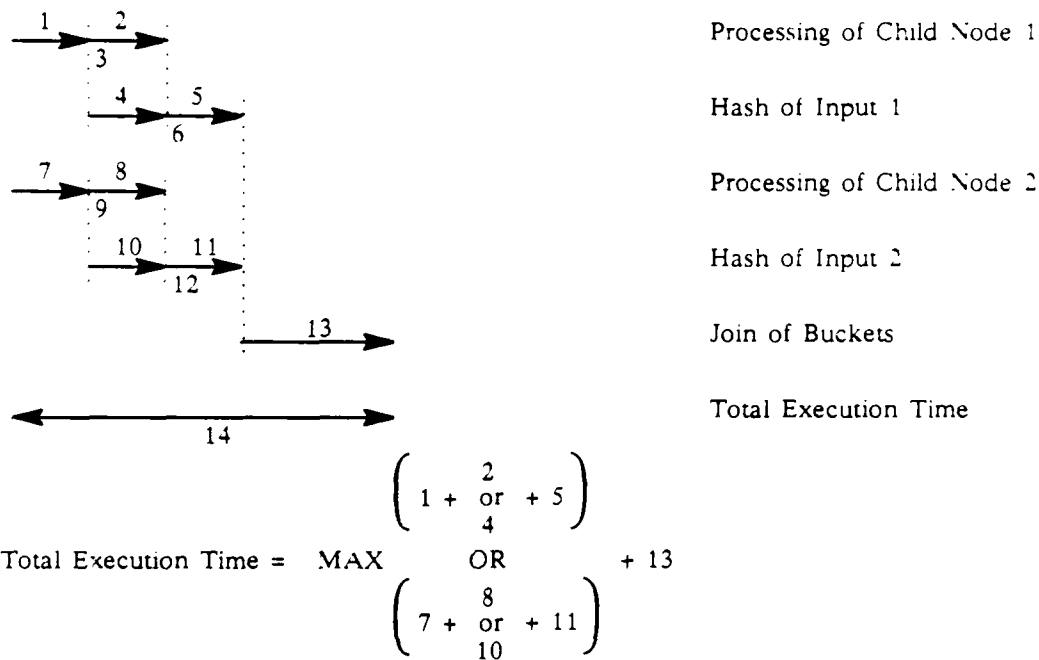 1 2 Processing of Child Node 1
3
4 5 Hash of Input 1
6
7 8 Processing of Child Node 2
9
10 11 Hash of Input 2
12
13 Join of Buckets
Total Execution Time
14
2
1 + or + 5
4
Total Execution Time = MAX OR + 13
8
7 + or + 11
10